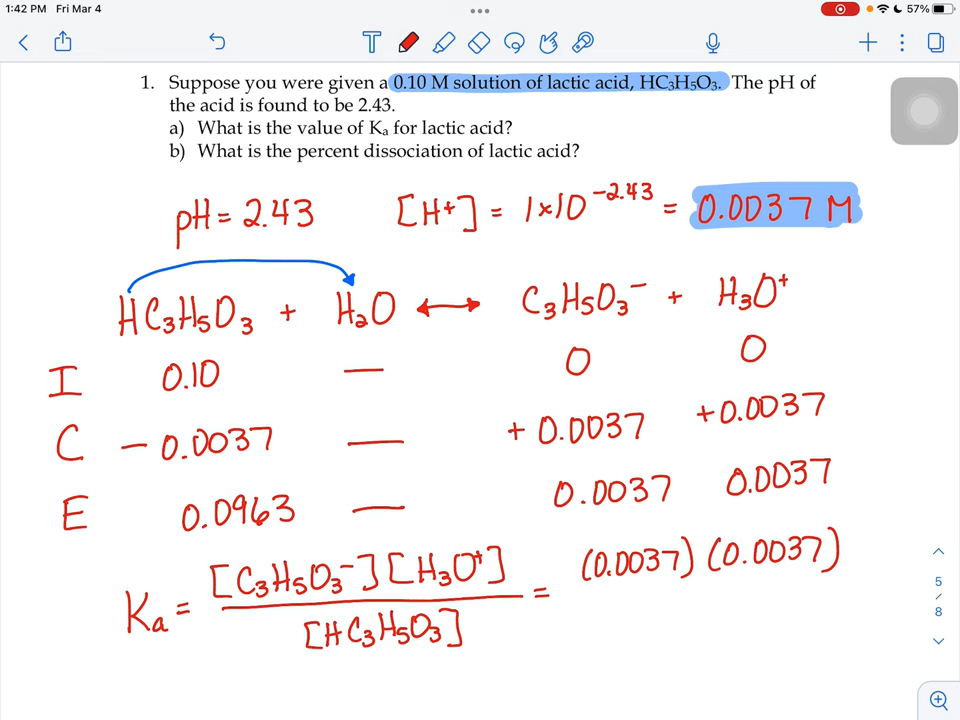 1:42 PM Fri Mar 4 57%
T
1. Suppose you were given a 0.10 M solution of lactic acid, HC₃H₅O₃. The pH of
the acid is found to be 2.43.
a) What is the value of Kₐ for lactic acid?
b) What is the percent dissociation of lactic acid?
pH = 2.43 [H⁺] = 1×10^−2.43 = 0.0037 M
HC₃H₅O₃ + H₂O ⟷ C₃H₅O₃⁻ + H₃O⁺
I 0.10 — 0 0
C − 0.0037 — + 0.0037 + 0.0037
E 0.0963 — 0.0037 0.0037
Kₐ = [C₃H₅O₃⁻][H₃O⁺] / [HC₃H₅O₃] = (0.0037)(0.0037)
5
/
8